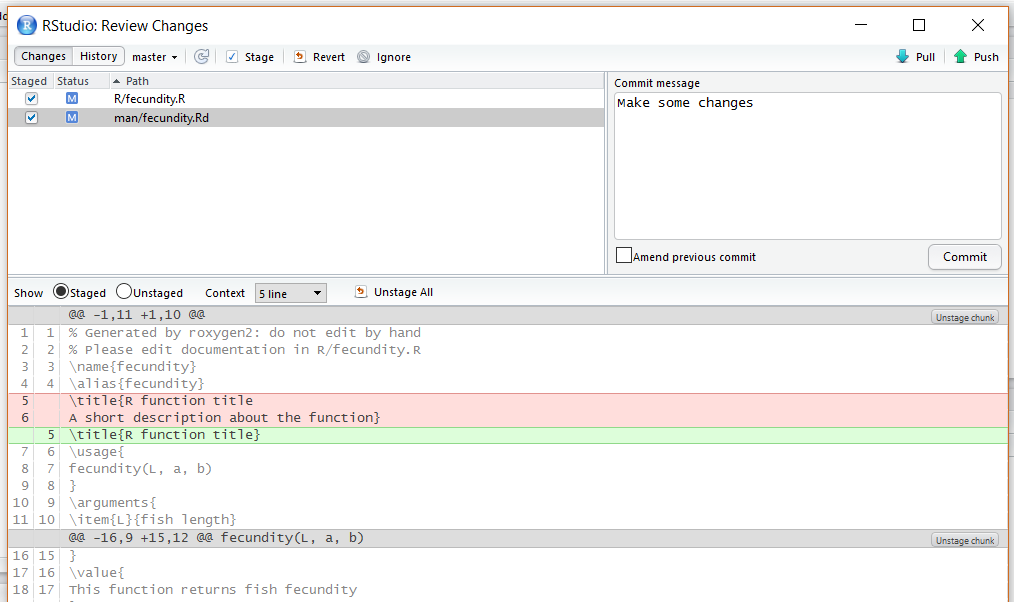 RStudio: Review Changes
Changes History master Stage Revert Ignore Pull Push
Staged Status Path
M R/fecundity.R
M man/fecundity.Rd
Commit message
Make some changes
Amend previous commit Commit
Show Staged Unstaged Context 5 line Unstage All
@@ -1,11 +1,10 @@ Unstage chunk
1 1 % Generated by roxygen2: do not edit by hand
2 2 % Please edit documentation in R/fecundity.R
3 3 \name{fecundity}
4 4 \alias{fecundity}
5 \title{R function title
6 A short description about the function}
5 \title{R function title}
7 6 \usage{
8 7 fecundity(L, a, b)
9 8 }
10 9 \arguments{
11 10 \item{L}{fish length}
@@ -16,9 +15,12 @@ fecundity(L, a, b) Unstage chunk
16 15 }
17 16 \value{
18 17 This function returns fish fecundity